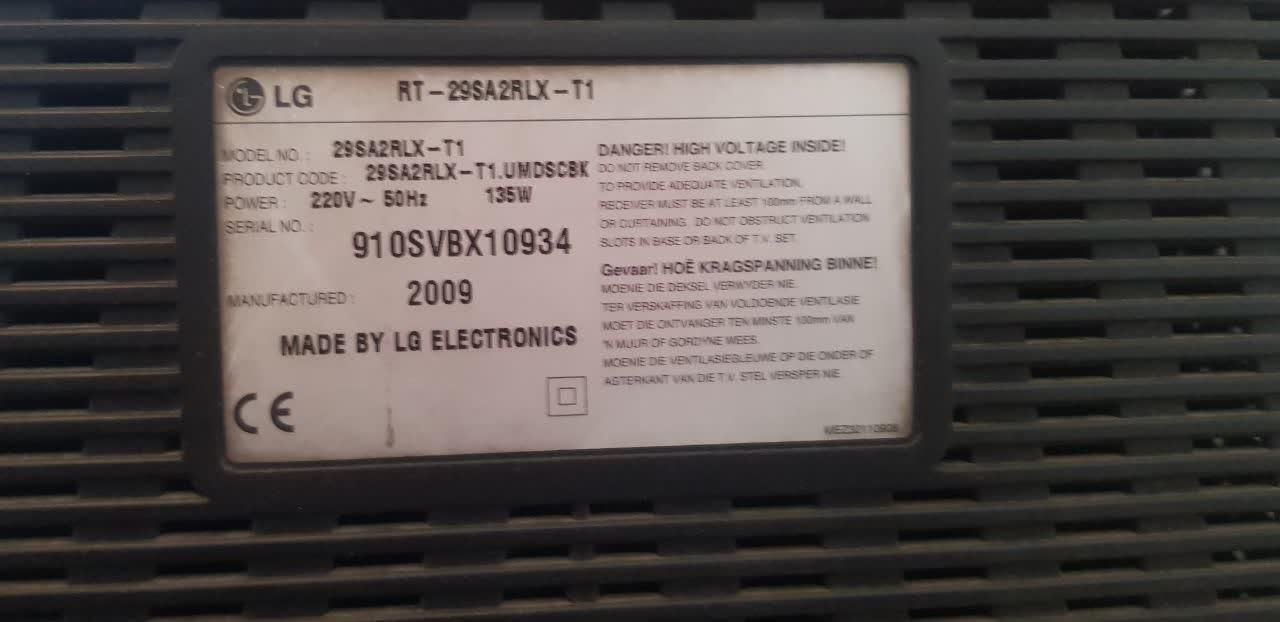 LG RT-29SA2RLX-T1
MODEL NO. : 29SA2RLX-T1
PRODUCT CODE : 29SA2RLX-T1.UMDSCBK
POWER : 220V ~ 50Hz 135W
SERIAL NO. :
910SVBX10934
MANUFACTURED : 2009
MADE BY LG ELECTRONICS
CE
DANGER! HIGH VOLTAGE INSIDE!
DO NOT REMOVE BACK COVER.
TO PROVIDE ADEQUATE VENTILATION,
RECEIVER MUST BE AT LEAST 100mm FROM A WALL
OR CURTAINING. DO NOT OBSTRUCT VENTILATION
SLOTS IN BASE OR BACK OF T.V. SET.
Gevaar! HOË KRAGSPANNING BINNE!
MOENIE DIE DEKSEL VERWYDER NIE.
TER VERSKAFFING VAN VOLDOENDE VENTILASIE
MOET DIE ONTVANGER TEN MINSTE 100mm VAN
'N MUUR OF GORDYNE WEES.
MOENIE DIE VENTILASIEGLEUWE OP DIE ONDER OF
AGTERKANT VAN DIE T.V. STEL VERSPER NIE.
MEZ32110908